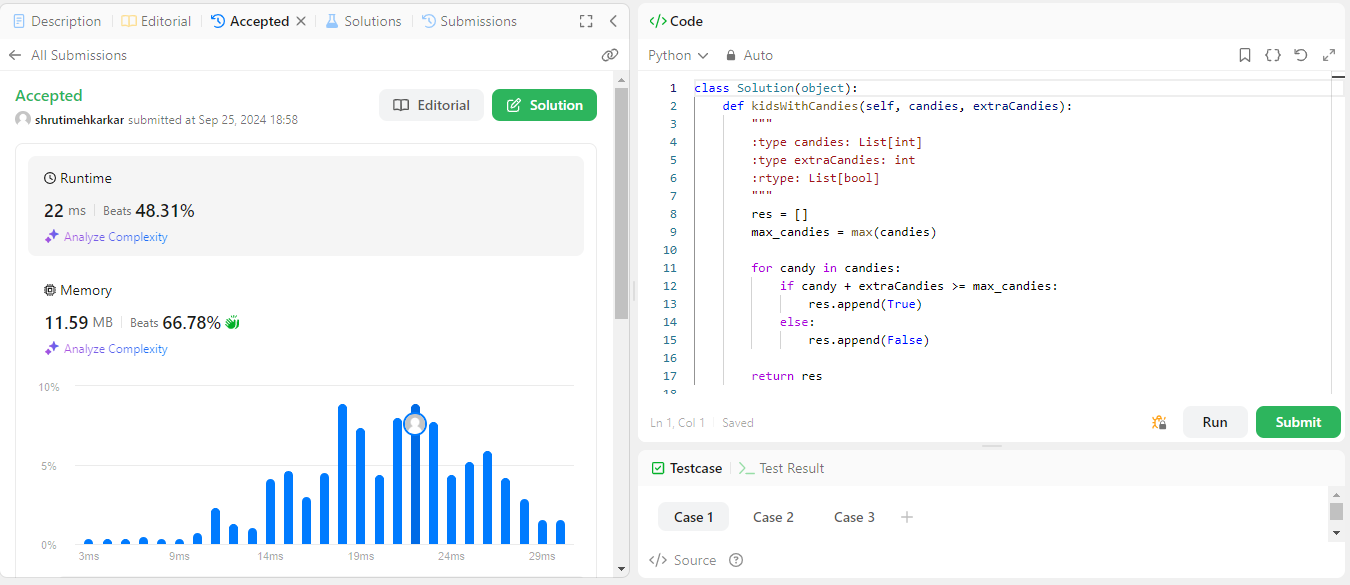 Description Editorial Accepted Solutions Submissions
All Submissions
Accepted
shrutimehkarkar submitted at Sep 25, 2024 18:58
Editorial
Solution
Runtime
22 ms Beats 48.31%
Analyze Complexity
Memory
11.59 MB Beats 66.78%
Analyze Complexity
10%
5%
0%
3ms 9ms 14ms 19ms 24ms 29ms
</> Code
Python Auto
1 class Solution(object):
2 def kidsWithCandies(self, candies, extraCandies):
3 """
4 :type candies: List[int]
5 :type extraCandies: int
6 :rtype: List[bool]
7 """
8 res = []
9 max_candies = max(candies)
10
11 for candy in candies:
12 if candy + extraCandies >= max_candies:
13 res.append(True)
14 else:
15 res.append(False)
16
17 return res
18
Ln 1, Col 1 Saved
Run
Submit
Testcase >_ Test Result
Case 1 Case 2 Case 3 +
</> Source ?